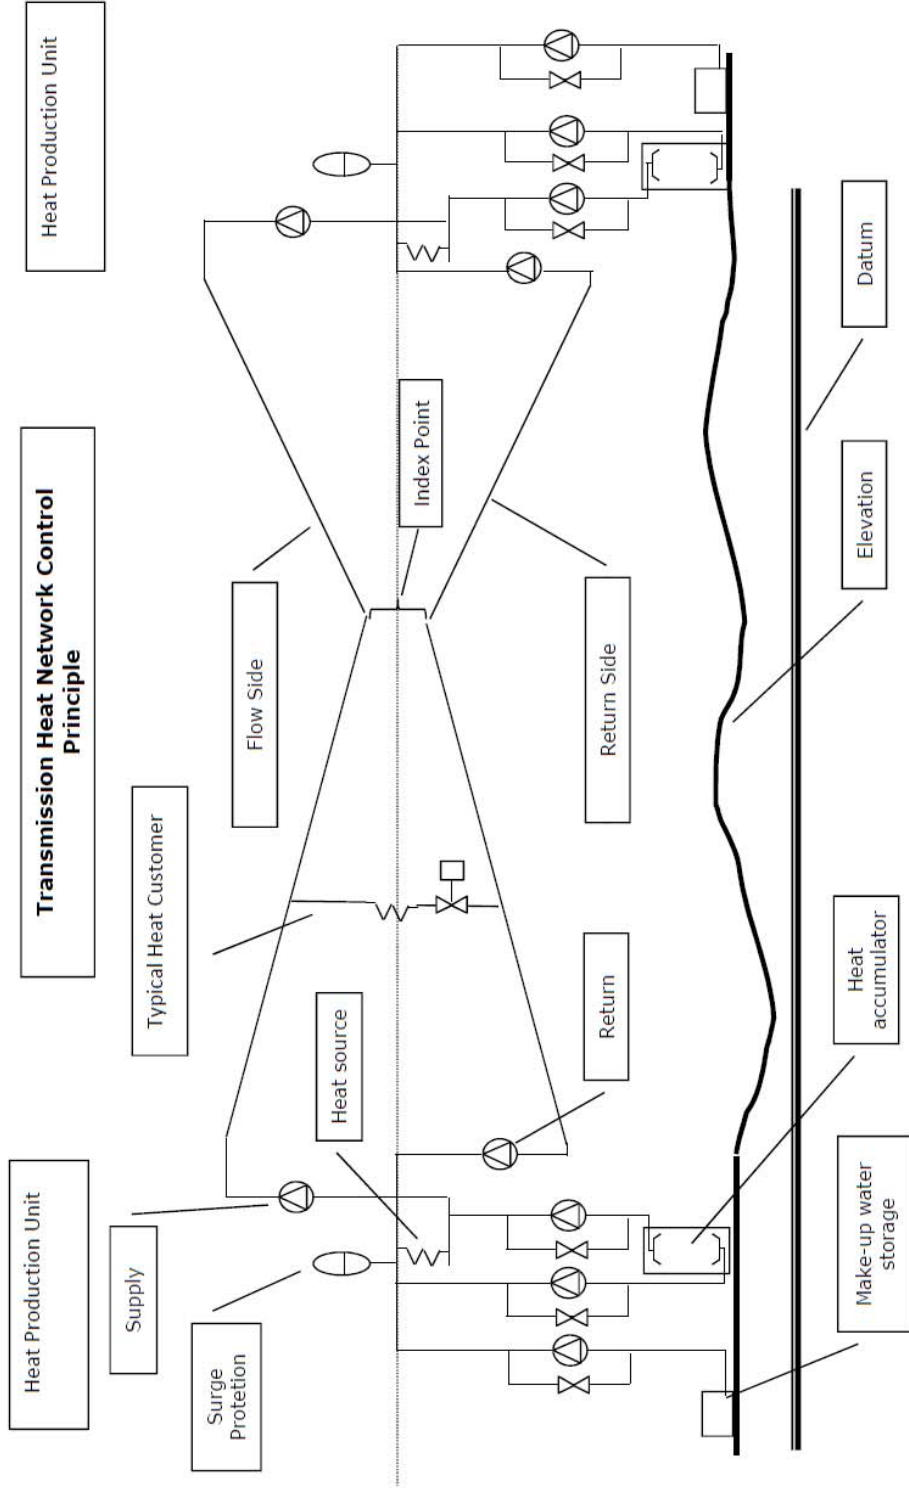 Transmission Heat Network Control
Principle
Heat Production Unit
Heat Production Unit
Supply
Surge
Protetion
Typical Heat Customer
Heat source
Flow Side
Index Point
Return
Return Side
Make-up water
storage
Heat
accumulator
Elevation
Datum